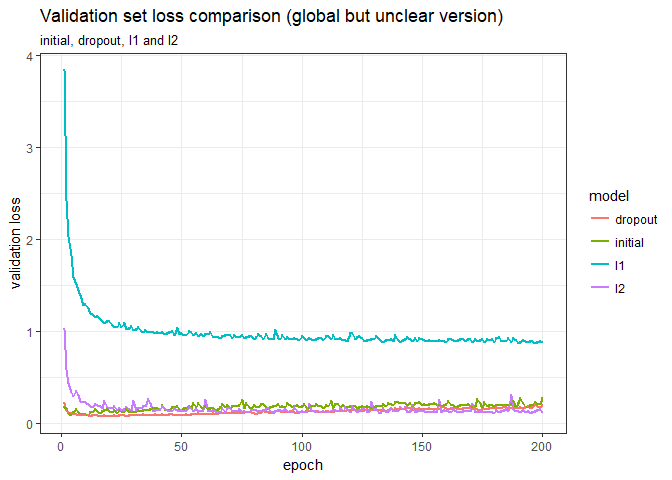 Validation set loss comparison (global but unclear version)
initial, dropout, l1 and l2
4
3
2
1
0
validation loss
0
50
100
150
200
epoch
model
dropout
initial
l1
l2